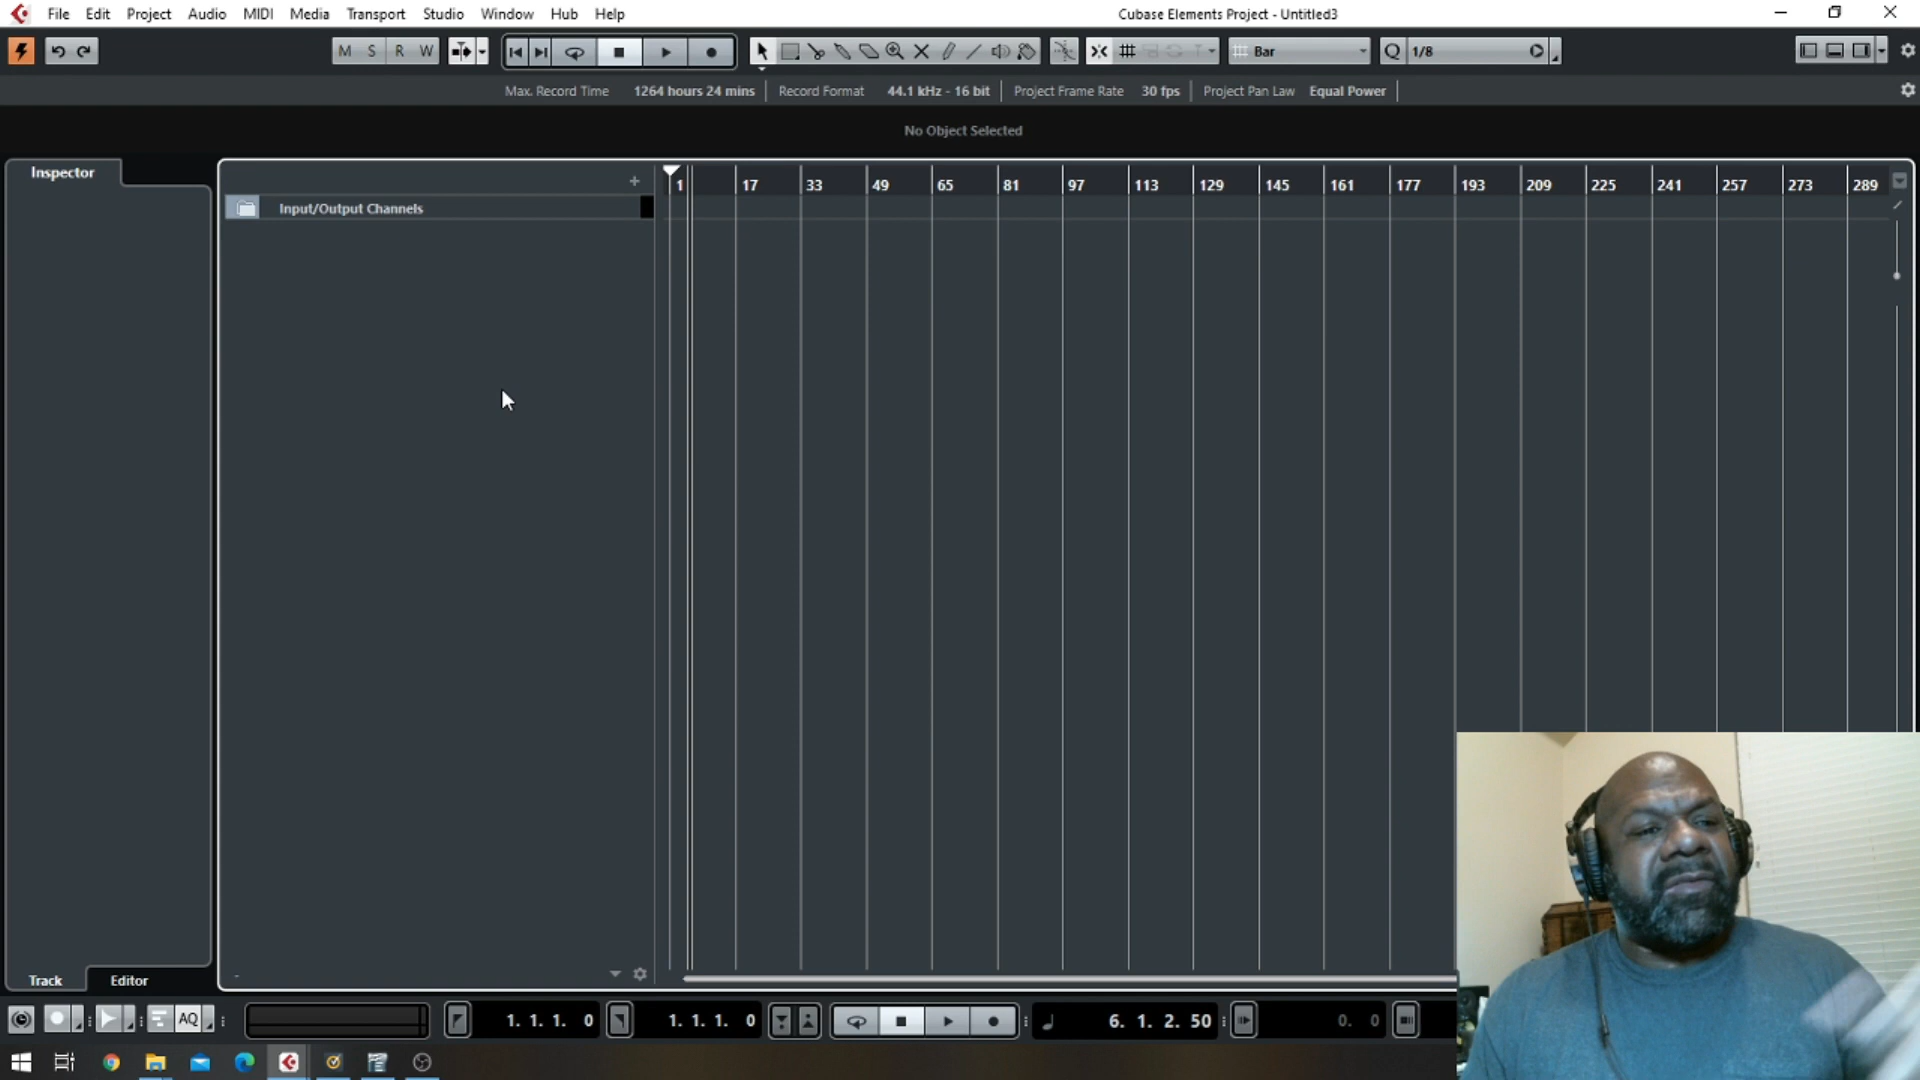 File Edit Project Audio MIDI Media Transport Studio Window Hub Help
Cubase Elements Project - Untitled3
M S R W
Bar
Q 1/8
Max. Record Time 1264 hours 24 mins Record Format 44.1 kHz - 16 bit Project Frame Rate 30 fps Project Pan Law Equal Power
No Object Selected
Inspector
1 17 33 49 65 81 97 113 129 145 161 177 193 209 225 241 257 273 289
Input/Output Channels
Track Editor
AQ
1. 1. 1. 0
1. 1. 1. 0
6. 1. 2. 50
0. 0